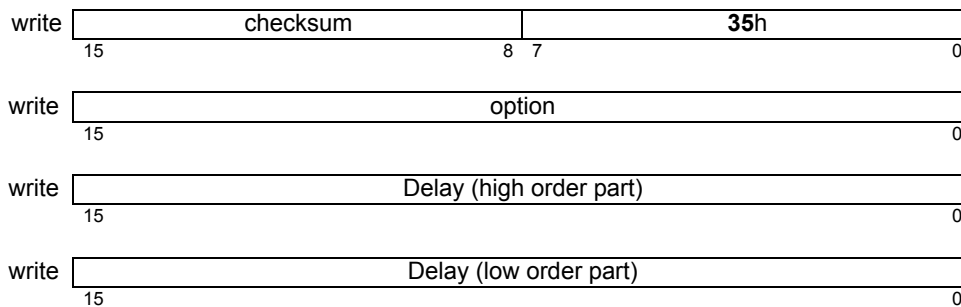 write checksum 35h
15 8 7 0
write option
15 0
write Delay (high order part)
15 0
write Delay (low order part)
15 0